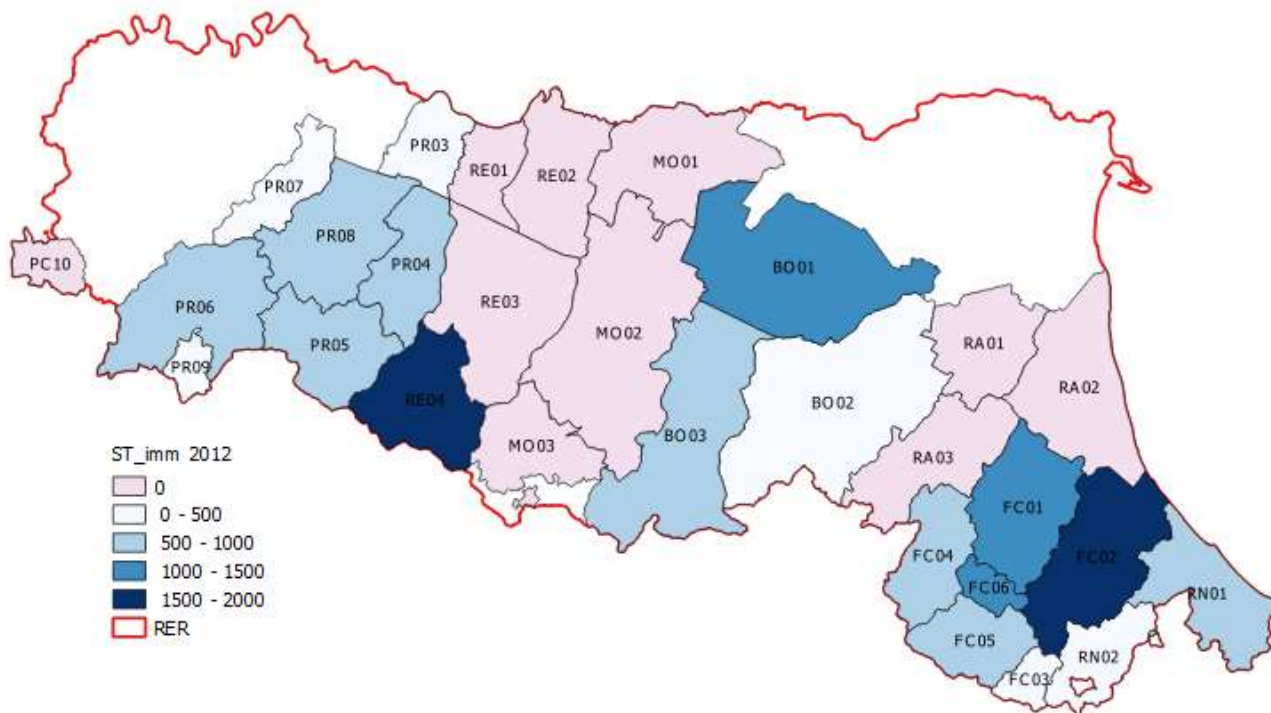 PR03
RE01
RE02
MO01
PR07
PR08
PR04
PC10
BO01
PR06
RE03
MO02
PR05
RA01
PR09
RA02
RE04
BO02
BO03
MO03
RA03
FC01
FC04
FC02
FC06
RN01
FC05
RN02
FC03
ST_imm 2012
0
0 - 500
500 - 1000
1000 - 1500
1500 - 2000
RER